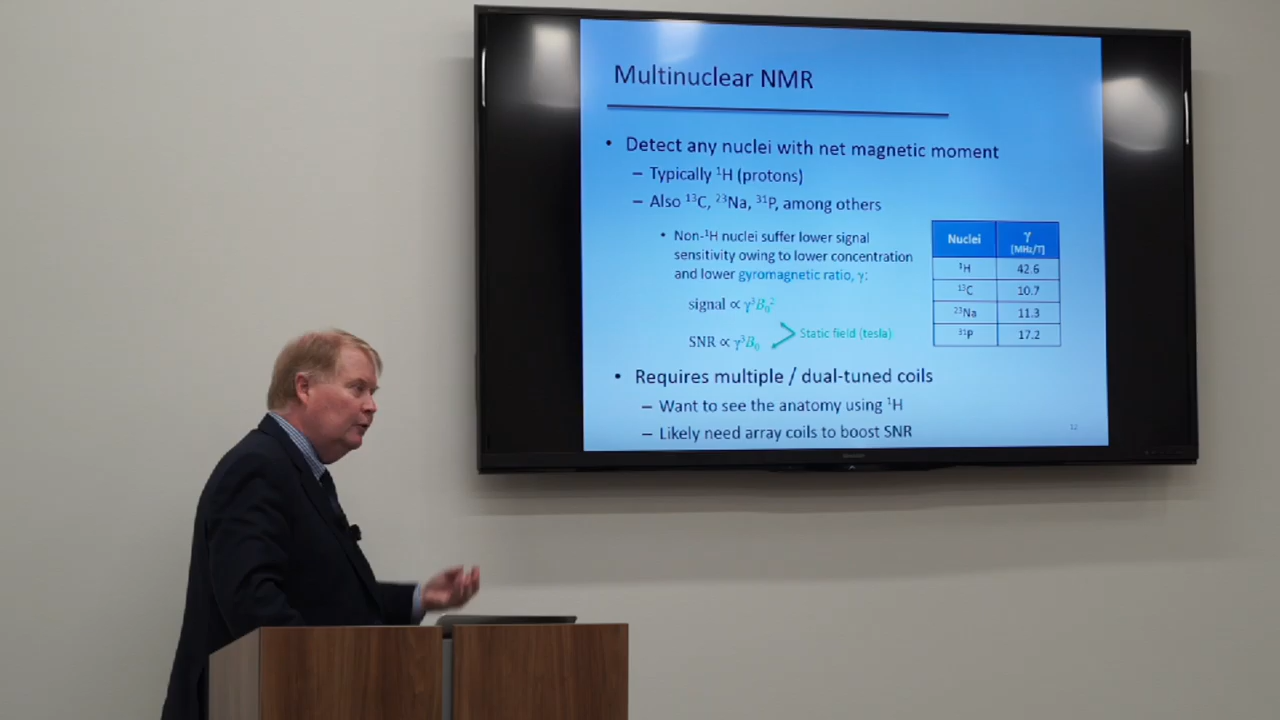 Multinuclear NMR
• Detect any nuclei with net magnetic moment
– Typically ¹H (protons)
– Also ¹³C, ²³Na, ³¹P, among others
• Non-¹H nuclei suffer lower signal
sensitivity owing to lower concentration
and lower gyromagnetic ratio, γ:
signal ∝ γ³B₀²
SNR ∝ γ³B₀
Static field (tesla)
Nuclei γ [MHz/T]
¹H 42.6
¹³C 10.7
²³Na 11.3
³¹P 17.2
• Requires multiple / dual-tuned coils
– Want to see the anatomy using ¹H
– Likely need array coils to boost SNR
12
SHARP